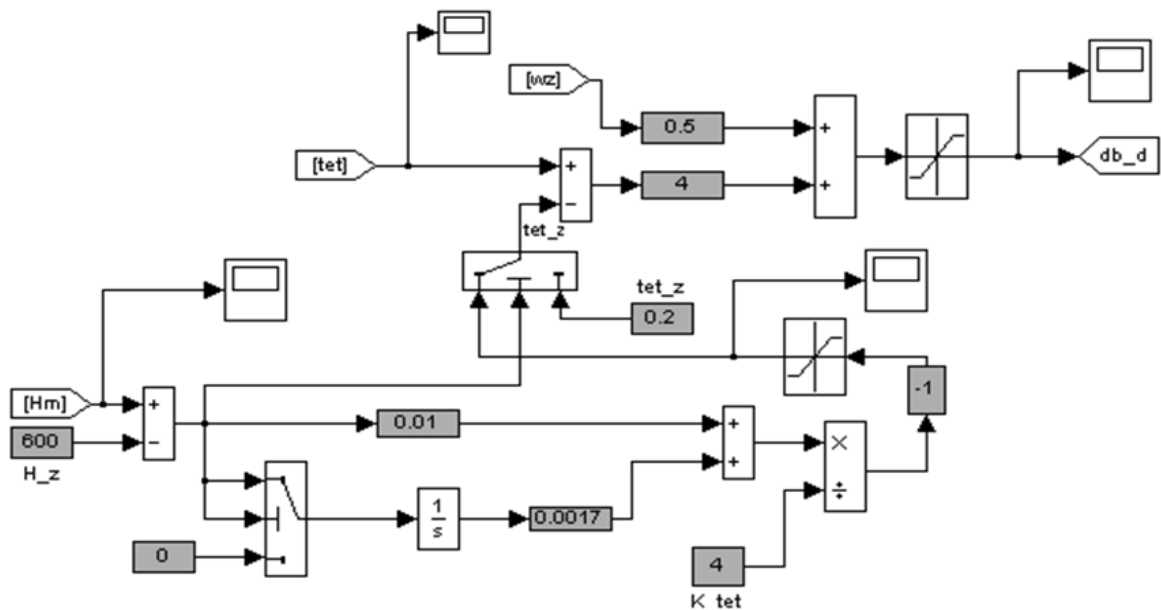 [wz]
0.5
+
[tet]
+
4
+
db_d
−
tet_z
tet_z
0.2
[Hm]
+
-1
600
−
0.01
+
×
H_z
+
÷
1
s
0.0017
0
4
K tet